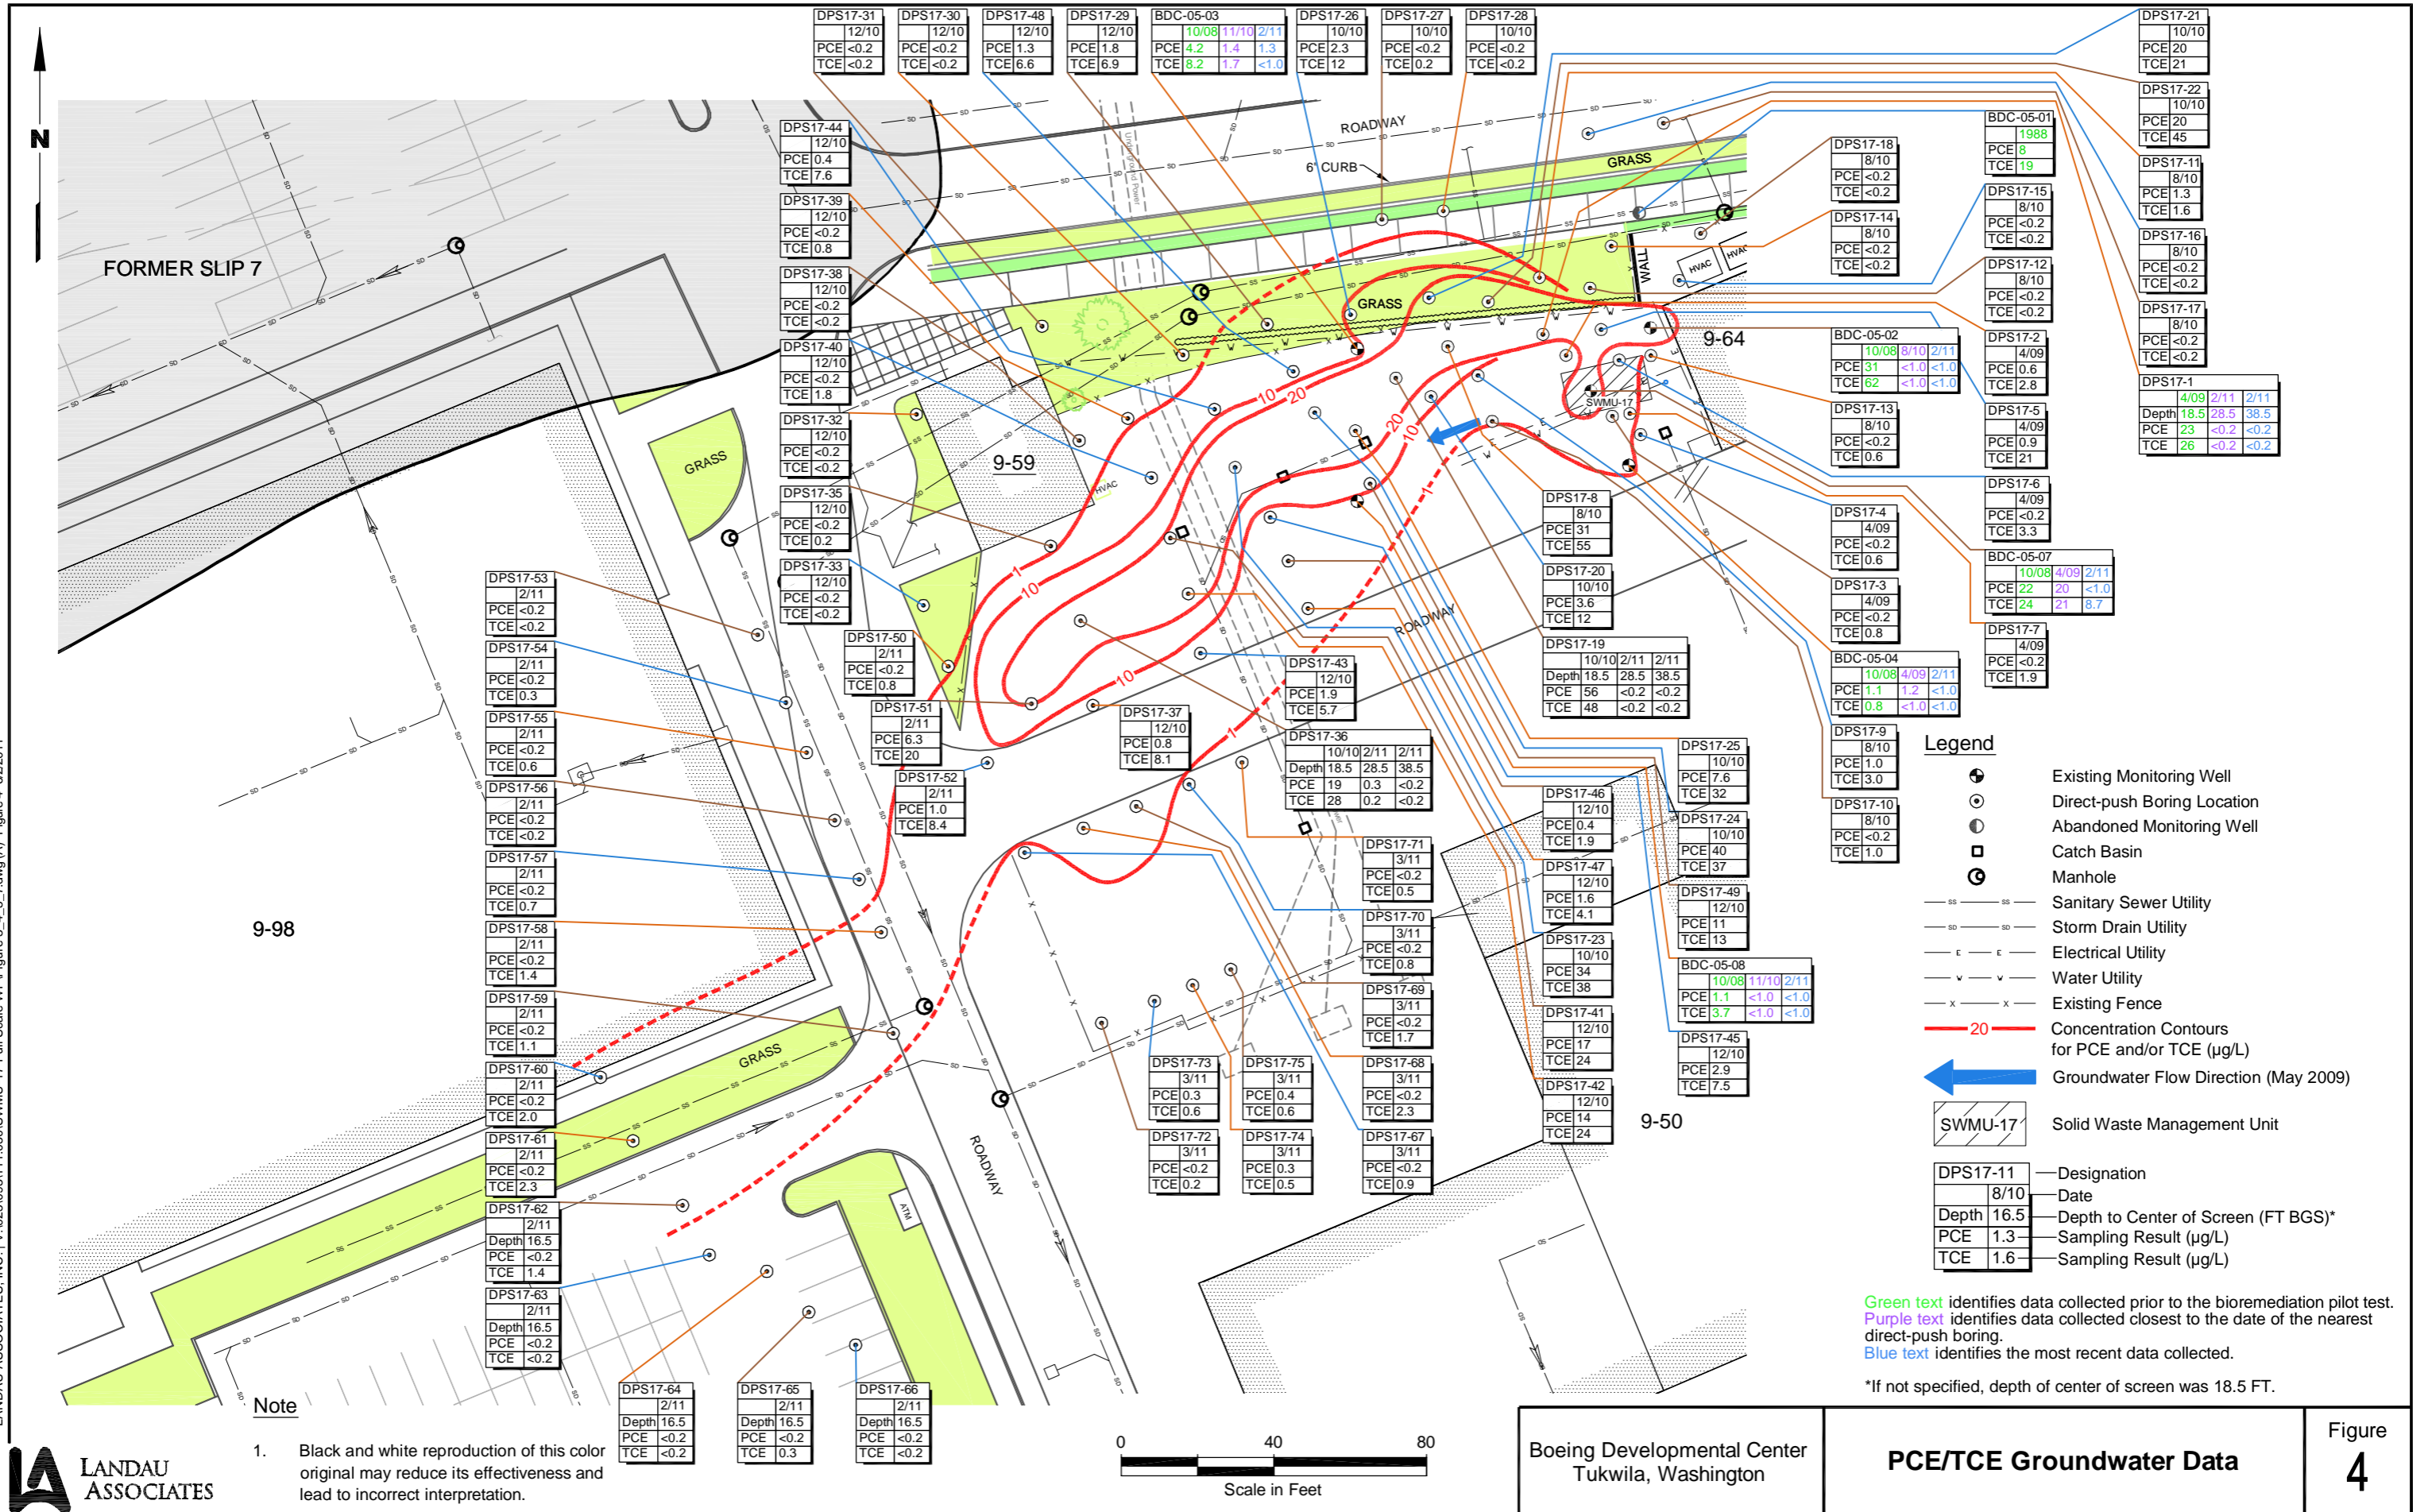 DPS17-31
12/10
PCE <0.2
TCE <0.2
DPS17-30
12/10
PCE <0.2
TCE <0.2
DPS17-48
12/10
PCE 1.3
TCE 6.6
DPS17-29
12/10
PCE 1.8
TCE 6.9
BDC-05-03
10/08 11/10 2/11
PCE 4.2 1.4 1.3
TCE 8.2 1.7 <1.0
DPS17-26
10/10
PCE 2.3
TCE 12
DPS17-27
10/10
PCE <0.2
TCE 0.2
DPS17-28
10/10
PCE <0.2
TCE <0.2
DPS17-21
10/10
PCE 20
TCE 21
DPS17-22
10/10
PCE 20
TCE 45
DPS17-11
8/10
PCE 1.3
TCE 1.6
DPS17-16
8/10
PCE <0.2
TCE <0.2
DPS17-17
8/10
PCE <0.2
TCE <0.2
DPS17-1
4/09 2/11 2/11
Depth 18.5 28.5 38.5
PCE 23 <0.2 <0.2
TCE 26 <0.2 <0.2
BDC-05-01
1988
PCE 8
TCE 19
DPS17-15
8/10
PCE <0.2
TCE <0.2
DPS17-12
8/10
PCE <0.2
TCE <0.2
DPS17-2
4/09
PCE 0.6
TCE 2.8
DPS17-5
4/09
PCE 0.9
TCE 21
DPS17-6
4/09
PCE <0.2
TCE 3.3
BDC-05-07
10/08 4/09 2/11
PCE 22 20 <1.0
TCE 24 21 8.7
DPS17-7
4/09
PCE <0.2
TCE 1.9
DPS17-18
8/10
PCE <0.2
TCE <0.2
DPS17-14
8/10
PCE <0.2
TCE <0.2
BDC-05-02
10/08 8/10 2/11
PCE 31 <1.0 <1.0
TCE 62 <1.0 <1.0
DPS17-13
8/10
PCE <0.2
TCE 0.6
DPS17-4
4/09
PCE <0.2
TCE 0.6
DPS17-3
4/09
PCE <0.2
TCE 0.8
BDC-05-04
10/08 4/09 2/11
PCE 1.1 1.2 <1.0
TCE 0.8 <1.0 <1.0
DPS17-9
8/10
PCE 1.0
TCE 3.0
DPS17-10
8/10
PCE <0.2
TCE 1.0
DPS17-44
12/10
PCE 0.4
TCE 7.6
DPS17-39
12/10
PCE <0.2
TCE 0.8
DPS17-38
12/10
PCE <0.2
TCE <0.2
DPS17-40
12/10
PCE <0.2
TCE 1.8
DPS17-32
12/10
PCE <0.2
TCE <0.2
DPS17-35
12/10
PCE <0.2
TCE 0.2
DPS17-33
12/10
PCE <0.2
TCE <0.2
DPS17-50
2/11
PCE <0.2
TCE 0.8
DPS17-51
2/11
PCE 6.3
TCE 20
DPS17-52
2/11
PCE 1.0
TCE 8.4
DPS17-37
12/10
PCE 0.8
TCE 8.1
DPS17-43
12/10
PCE 1.9
TCE 5.7
DPS17-36
10/10 2/11 2/11
Depth 18.5 28.5 38.5
PCE 19 0.3 <0.2
TCE 28 0.2 <0.2
DPS17-8
8/10
PCE 31
TCE 55
DPS17-20
10/10
PCE 3.6
TCE 12
DPS17-19
10/10 2/11 2/11
Depth 18.5 28.5 38.5
PCE 56 <0.2 <0.2
TCE 48 <0.2 <0.2
DPS17-25
10/10
PCE 7.6
TCE 32
DPS17-24
10/10
PCE 40
TCE 37
DPS17-49
12/10
PCE 11
TCE 13
BDC-05-08
10/08 11/10 2/11
PCE 1.1 <1.0 <1.0
TCE 3.7 <1.0 <1.0
DPS17-45
12/10
PCE 2.9
TCE 7.5
DPS17-46
12/10
PCE 0.4
TCE 1.9
DPS17-47
12/10
PCE 1.6
TCE 4.1
DPS17-23
10/10
PCE 34
TCE 38
DPS17-41
12/10
PCE 17
TCE 24
DPS17-42
12/10
PCE 14
TCE 24
DPS17-71
3/11
PCE <0.2
TCE 0.5
DPS17-70
3/11
PCE <0.2
TCE 0.8
DPS17-69
3/11
PCE <0.2
TCE 1.7
DPS17-68
3/11
PCE <0.2
TCE 2.3
DPS17-67
3/11
PCE <0.2
TCE 0.9
DPS17-73
3/11
PCE 0.3
TCE 0.6
DPS17-75
3/11
PCE 0.4
TCE 0.6
DPS17-72
3/11
PCE <0.2
TCE 0.2
DPS17-74
3/11
PCE 0.3
TCE 0.5
DPS17-53
2/11
PCE <0.2
TCE <0.2
DPS17-54
2/11
PCE <0.2
TCE 0.3
DPS17-55
2/11
PCE <0.2
TCE 0.6
DPS17-56
2/11
PCE <0.2
TCE <0.2
DPS17-57
2/11
PCE <0.2
TCE 0.7
DPS17-58
2/11
PCE <0.2
TCE 1.4
DPS17-59
2/11
PCE <0.2
TCE 1.1
DPS17-60
2/11
PCE <0.2
TCE 2.0
DPS17-61
2/11
PCE <0.2
TCE 2.3
DPS17-62
2/11
Depth 16.5
PCE <0.2
TCE 1.4
DPS17-63
2/11
Depth 16.5
PCE <0.2
TCE <0.2
DPS17-64
2/11
Depth 16.5
PCE <0.2
TCE <0.2
DPS17-65
2/11
Depth 16.5
PCE <0.2
TCE 0.3
DPS17-66
2/11
Depth 16.5
PCE <0.2
TCE <0.2
N
FORMER SLIP 7
ROADWAY
6" CURB
GRASS
Underground Power
GRASS
WALL
HVAC
HVAC
9-64
SWMU-17
GRASS
9-59
HVAC
10
20
20
10
1
1
10
10
1
ROADWAY
9-98
GRASS
ROADWAY
ATM
9-50
Legend
Existing Monitoring Well
Direct-push Boring Location
Abandoned Monitoring Well
Catch Basin
Manhole
SS SS Sanitary Sewer Utility
SD SD Storm Drain Utility
E E Electrical Utility
W W Water Utility
X X Existing Fence
20 Concentration Contours
for PCE and/or TCE (µg/L)
Groundwater Flow Direction (May 2009)
SWMU-17 Solid Waste Management Unit
DPS17-11 Designation
8/10 Date
Depth 16.5 Depth to Center of Screen (FT BGS)*
PCE 1.3 Sampling Result (µg/L)
TCE 1.6 Sampling Result (µg/L)
Green text identifies data collected prior to the bioremediation pilot test.
Purple text identifies data collected closest to the date of the nearest
direct-push boring.
Blue text identifies the most recent data collected.
*If not specified, depth of center of screen was 18.5 FT.
Note
1. Black and white reproduction of this color
original may reduce its effectiveness and
lead to incorrect interpretation.
LANDAU
ASSOCIATES
0 40 80
Scale in Feet
Boeing Developmental Center
Tukwila, Washington
PCE/TCE Groundwater Data
Figure
4